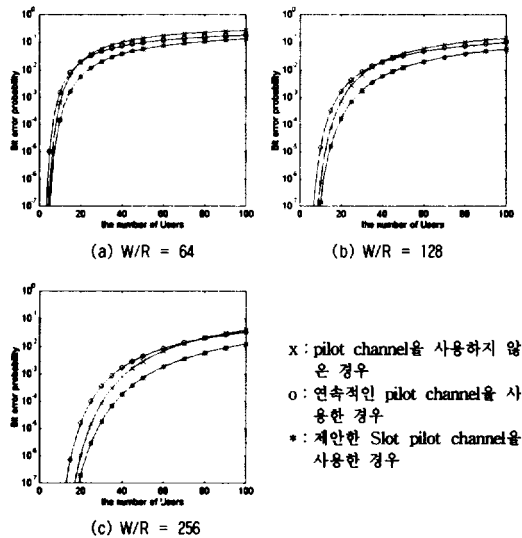 Bit error probability
10^0
10^-1
10^-2
10^-3
10^-4
10^-5
10^-6
10^-7
0 20 40 60 80 100
the number of Users
(a) W/R = 64
Bit error probability
10^0
10^-1
10^-2
10^-3
10^-4
10^-5
10^-6
10^-7
0 20 40 60 80 100
the number of Users
(b) W/R = 128
Bit error probability
10^0
10^-1
10^-2
10^-3
10^-4
10^-5
10^-6
10^-7
0 20 40 60 80 100
the number of Users
(c) W/R = 256
x : pilot channel을 사용하지 않
은 경우
o : 연속적인 pilot channel을 사
용한 경우
* : 제안한 Slot pilot channel을
사용한 경우